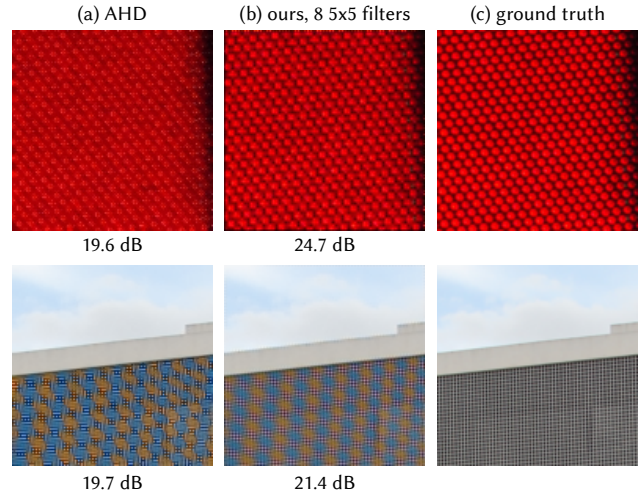 (a) AHD (b) ours, 8 5x5 filters (c) ground truth
19.6 dB 24.7 dB
19.7 dB 21.4 dB